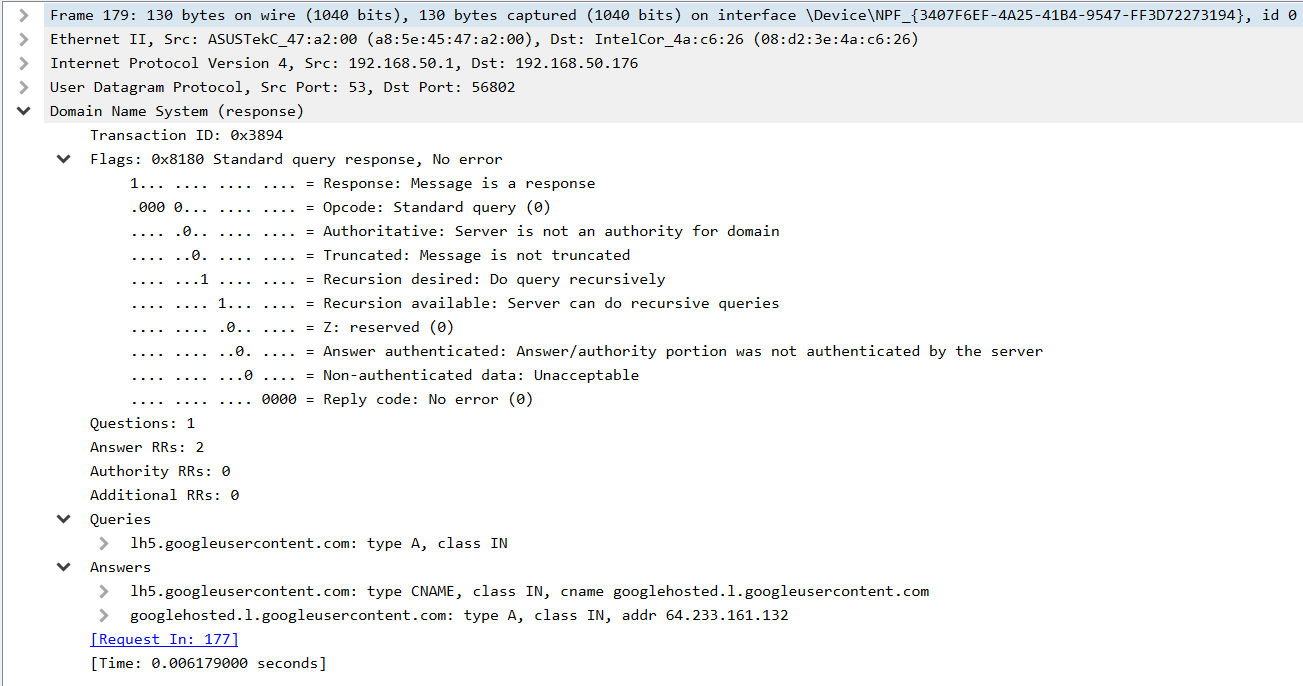 Frame 179: 130 bytes on wire (1040 bits), 130 bytes captured (1040 bits) on interface \Device\NPF_{3407F6EF-4A25-41B4-9547-FF3D72273194}, id 0
Ethernet II, Src: ASUSTekC_47:a2:00 (a8:5e:45:47:a2:00), Dst: IntelCor_4a:c6:26 (08:d2:3e:4a:c6:26)
Internet Protocol Version 4, Src: 192.168.50.1, Dst: 192.168.50.176
User Datagram Protocol, Src Port: 53, Dst Port: 56802
Domain Name System (response)
Transaction ID: 0x3894
Flags: 0x8180 Standard query response, No error
1... .... .... .... = Response: Message is a response
.000 0... .... .... = Opcode: Standard query (0)
.... .0.. .... .... = Authoritative: Server is not an authority for domain
.... ..0. .... .... = Truncated: Message is not truncated
.... ...1 .... .... = Recursion desired: Do query recursively
.... .... 1... .... = Recursion available: Server can do recursive queries
.... .... .0.. .... = Z: reserved (0)
.... .... ..0. .... = Answer authenticated: Answer/authority portion was not authenticated by the server
.... .... ...0 .... = Non-authenticated data: Unacceptable
.... .... .... 0000 = Reply code: No error (0)
Questions: 1
Answer RRs: 2
Authority RRs: 0
Additional RRs: 0
Queries
lh5.googleusercontent.com: type A, class IN
Answers
lh5.googleusercontent.com: type CNAME, class IN, cname googlehosted.l.googleusercontent.com
googlehosted.l.googleusercontent.com: type A, class IN, addr 64.233.161.132
[Request In: 177]
[Time: 0.006179000 seconds]